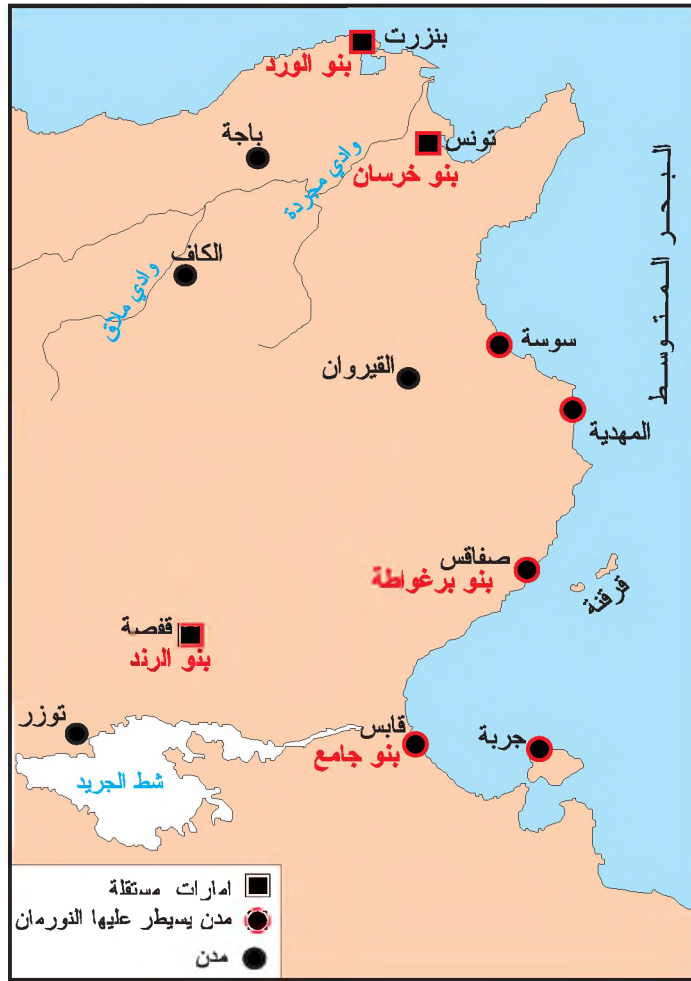 بنزرت
بنو الورد
باجة
تونس
بنو خرسان
وادي مجردة
البحر المتوسط
الكاف
وادي ملاق
سوسة
القيروان
المهدية
صفاقس
بنو برغواطة
قرقنة
قفصة
بنو الرند
توزر
قابس
بنو جامع
جربة
شط الجريد
امارات مستقلة
مدن يسيطر عليها النورمان
مدن